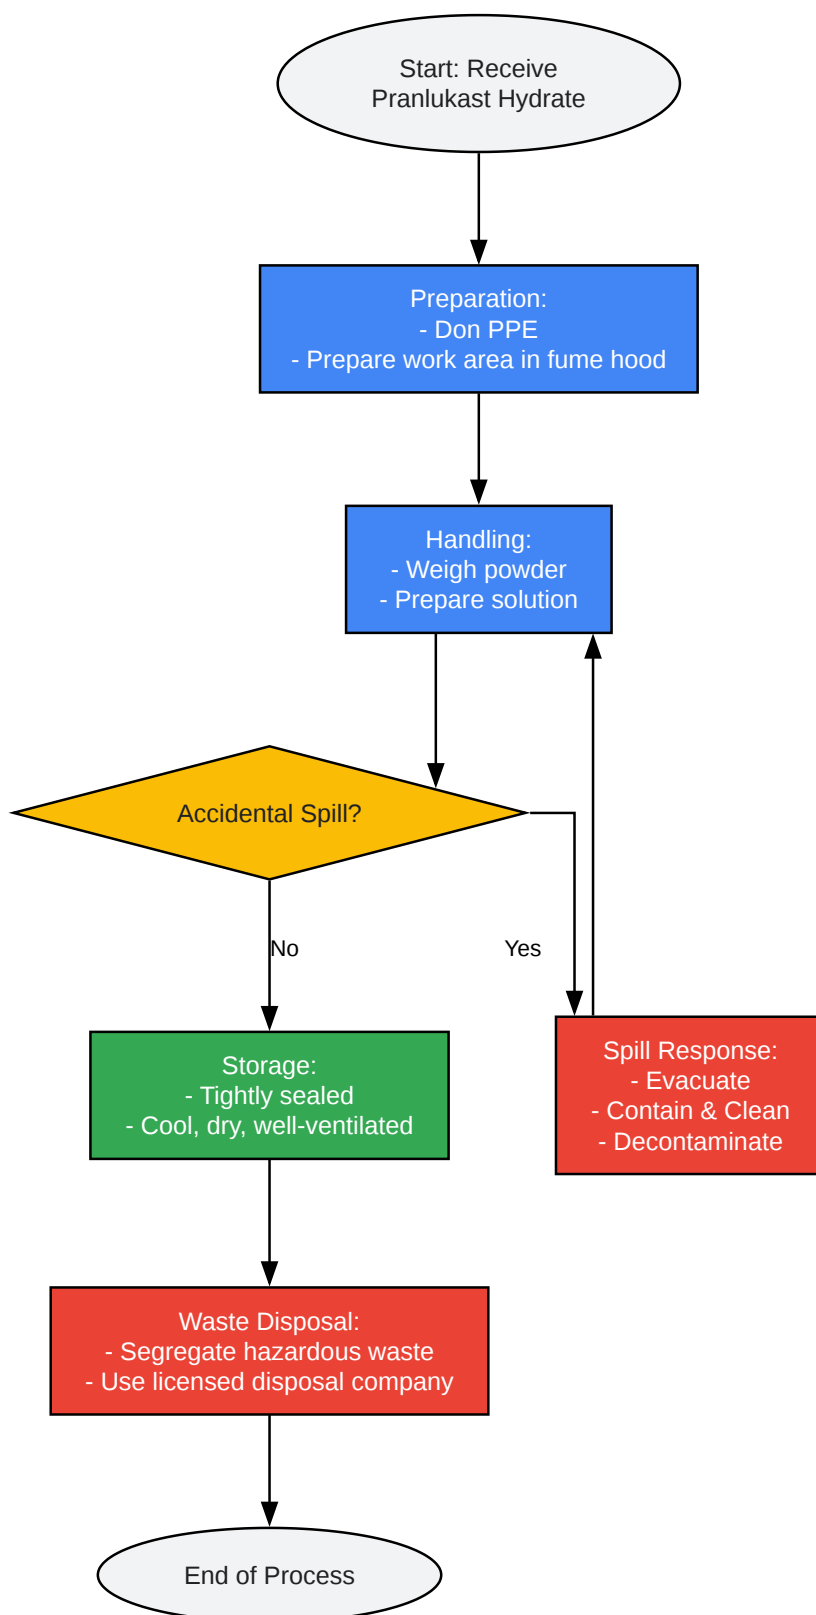 Start: Receive
Pranlukast Hydrate
Preparation:
- Don PPE
- Prepare work area in fume hood
Handling:
- Weigh powder
- Prepare solution
Accidental Spill?
No
Yes
Storage:
- Tightly sealed
- Cool, dry, well-ventilated
Spill Response:
- Evacuate
- Contain & Clean
- Decontaminate
Waste Disposal:
- Segregate hazardous waste
- Use licensed disposal company
End of Process